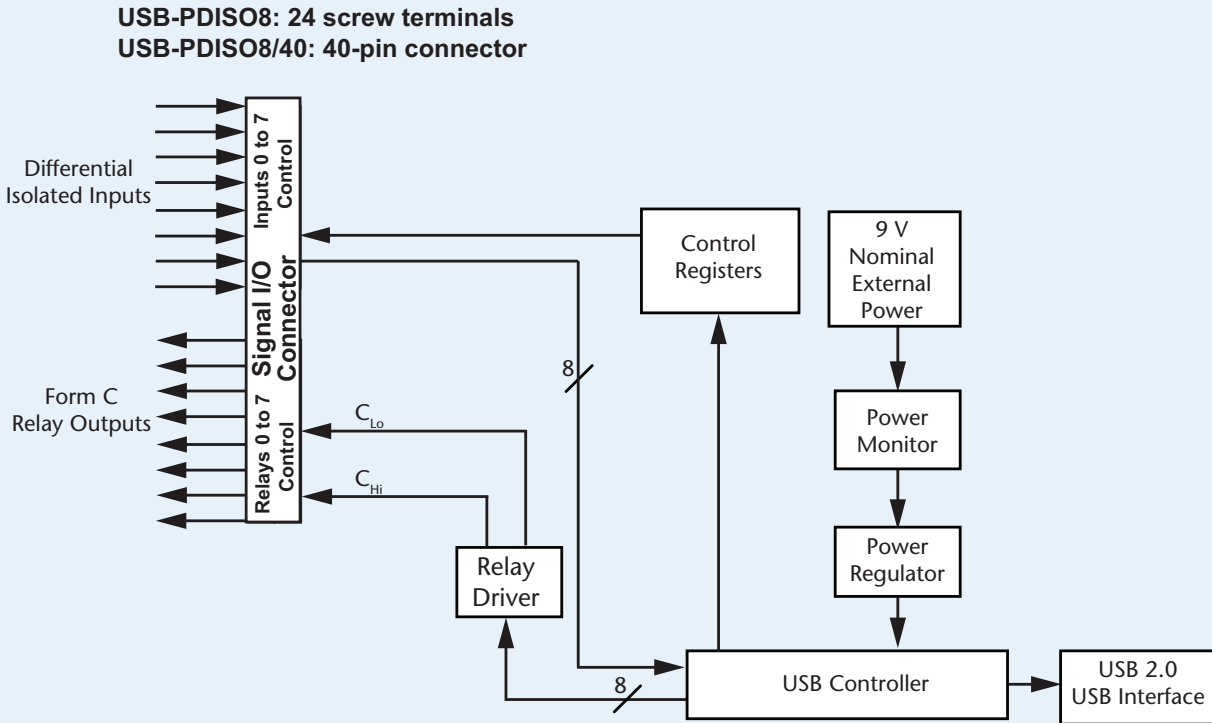 USB-PDISO8: 24 screw terminals
USB-PDISO8/40: 40-pin connector
Differential
Isolated Inputs
Inputs 0 to 7
Control
Signal I/O
Connector
Relays 0 to 7
Control
Form C
Relay Outputs
Control
Registers
9 V
Nominal
External
Power
8
Power
Monitor
CLo
CHi
Power
Regulator
Relay
Driver
8
USB Controller
USB 2.0
USB Interface